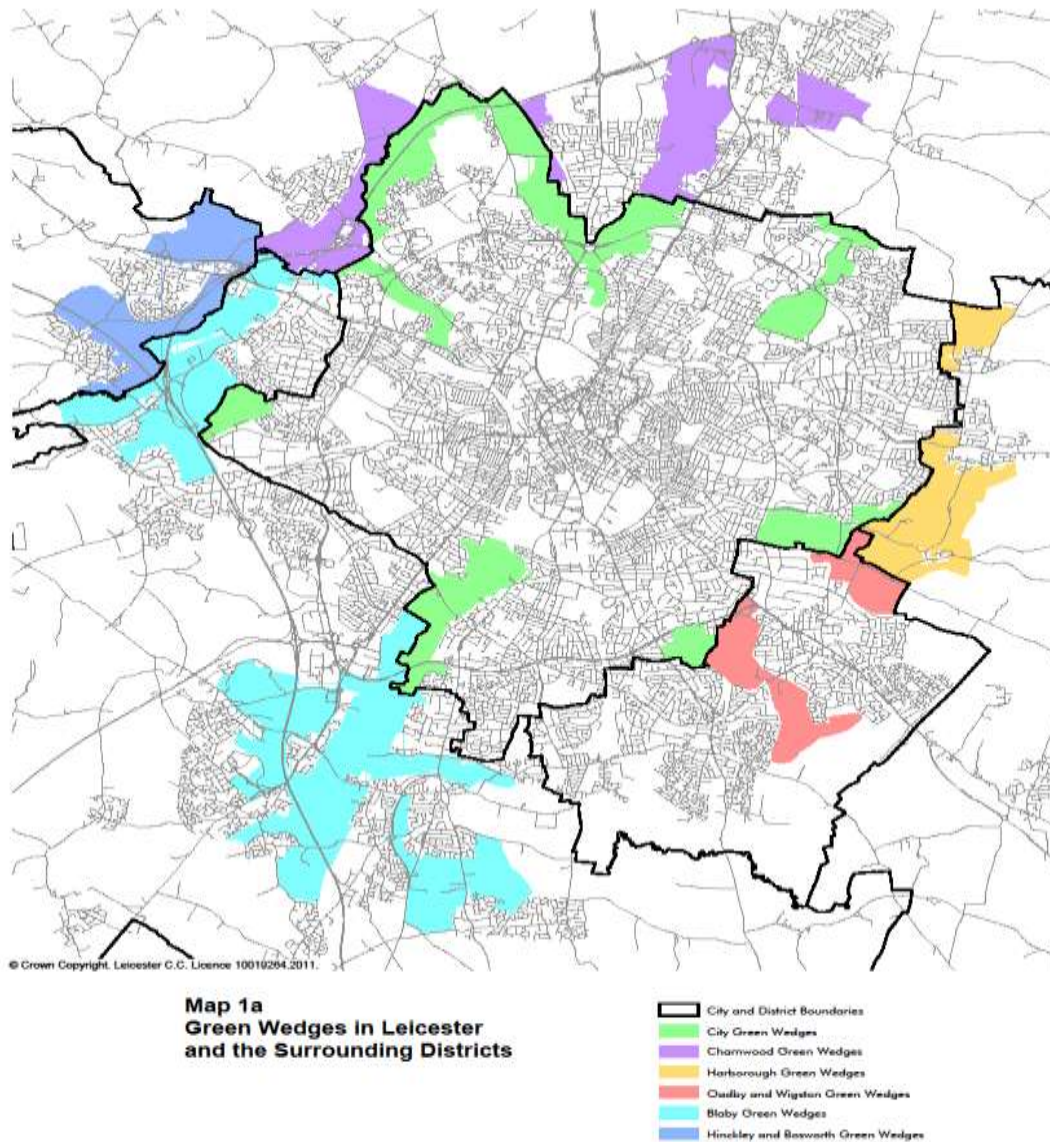 © Crown Copyright. Leicester C.C. Licence 10019264.2011.
Map 1a
Green Wedges in Leicester
and the Surrounding Districts
City and District Boundaries
City Green Wedges
Charnwood Green Wedges
Harborough Green Wedges
Oadby and Wigston Green Wedges
Blaby Green Wedges
Hinckley and Bosworth Green Wedges